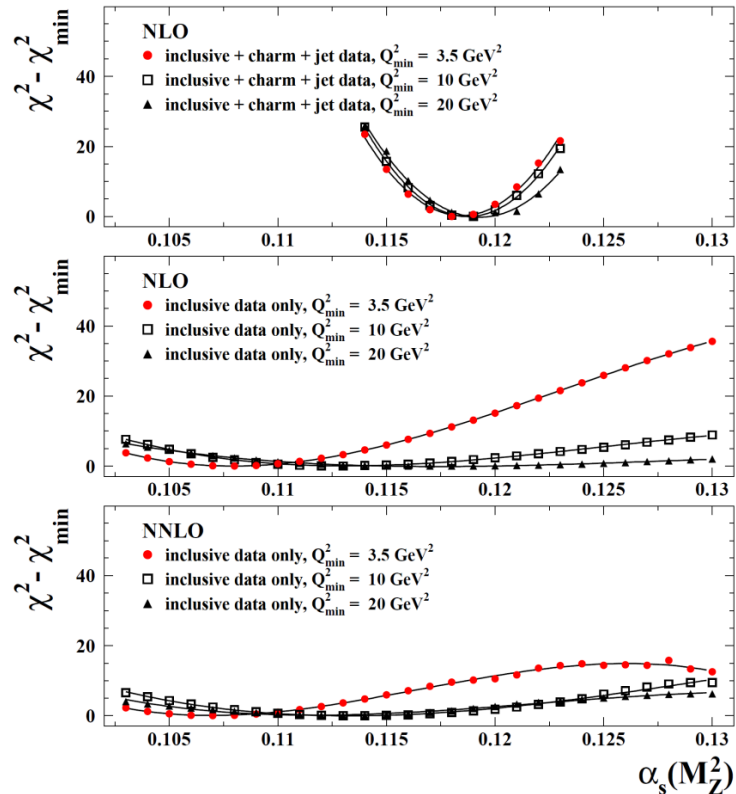 χ² - χ²min
NLO
inclusive + charm + jet data, Q²min = 3.5 GeV²
inclusive + charm + jet data, Q²min = 10 GeV²
inclusive + charm + jet data, Q²min = 20 GeV²
40
20
0
0.105 0.11 0.115 0.12 0.125 0.13
χ² - χ²min
NLO
inclusive data only, Q²min = 3.5 GeV²
inclusive data only, Q²min = 10 GeV²
inclusive data only, Q²min = 20 GeV²
40
20
0
0.105 0.11 0.115 0.12 0.125 0.13
χ² - χ²min
NNLO
inclusive data only, Q²min = 3.5 GeV²
inclusive data only, Q²min = 10 GeV²
inclusive data only, Q²min = 20 GeV²
40
20
0
0.105 0.11 0.115 0.12 0.125 0.13
αs(M²Z)